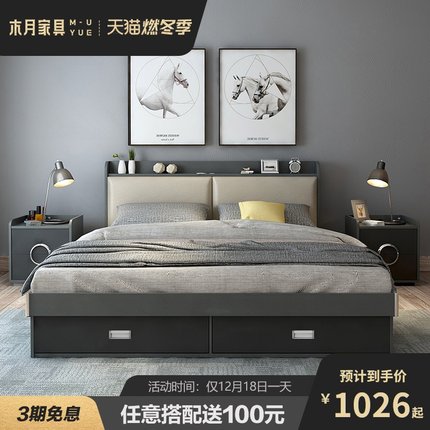 木月家具 M-U YUE 天猫燃冬季
活动时间：仅12月18日一天
预计到手价
3期免息
任意搭配送100元
¥1026起